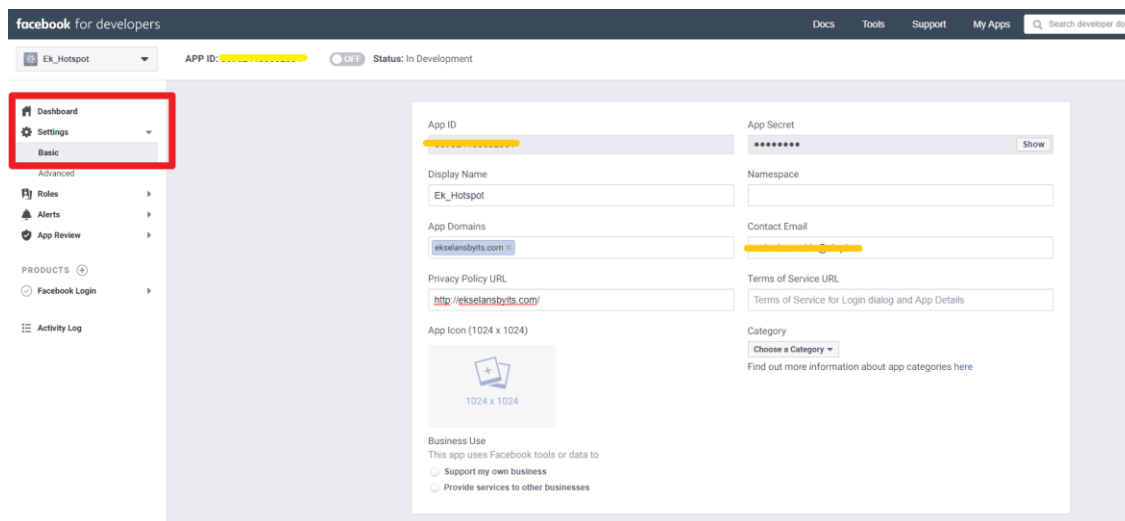 facebook for developers
Docs Tools Support My Apps Search developer do
Ek_Hotspot APP ID: OFF Status: In Development
Dashboard
Settings
Basic
Advanced
Roles
Alerts
App Review
PRODUCTS
Facebook Login
Activity Log
App ID App Secret
•••••••• Show
Display Name Namespace
Ek_Hotspot
App Domains Contact Email
ekselansbyits.com ×
Privacy Policy URL Terms of Service URL
http://ekselansbyits.com/ Terms of Service for Login dialog and App Details
App Icon (1024 x 1024) Category
Choose a Category
Find out more information about app categories here
1024 x 1024
Business Use
This app uses Facebook tools or data to
Support my own business
Provide services to other businesses